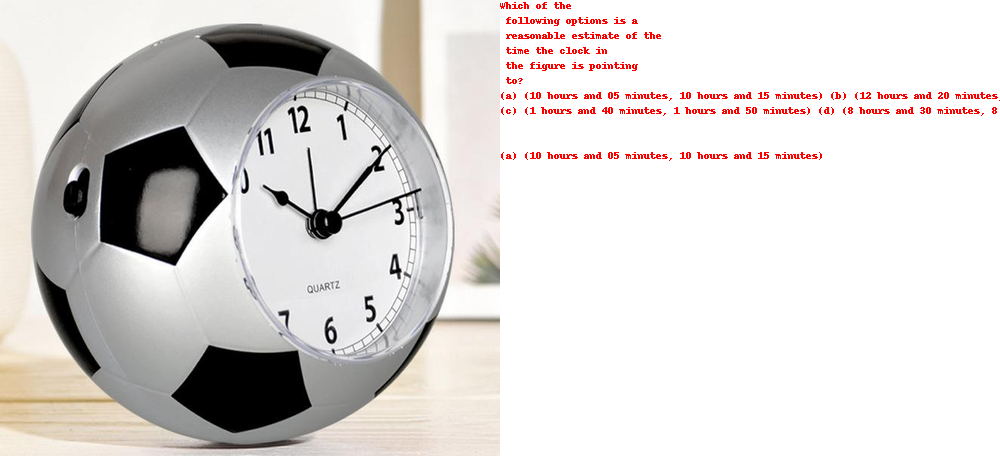 Which of the
following options is a
reasonable estimate of the
time the clock in
the figure is pointing
to?
(a) (10 hours and 05 minutes, 10 hours and 15 minutes) (b) (12 hours and 20 minutes
(c) (1 hours and 40 minutes, 1 hours and 50 minutes) (d) (8 hours and 30 minutes, 8
(a) (10 hours and 05 minutes, 10 hours and 15 minutes)
12
1
11
2
0
3
4
QUARTZ
5
7
6